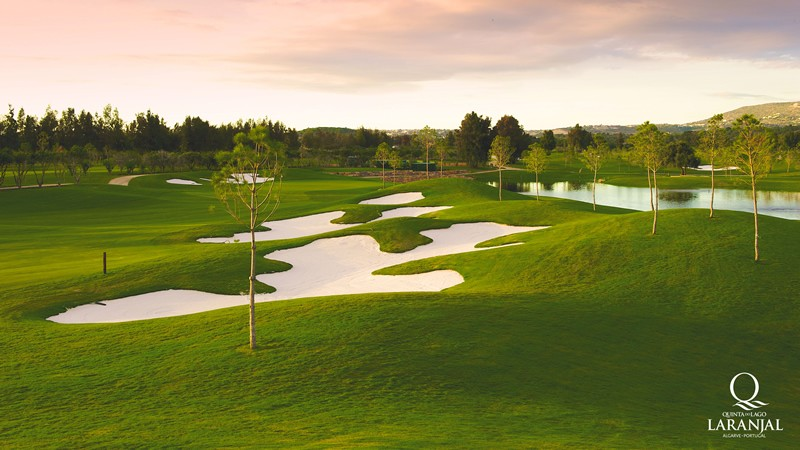 Q
QUINTA DO LAGO
LARANJAL
ALGARVE • PORTUGAL